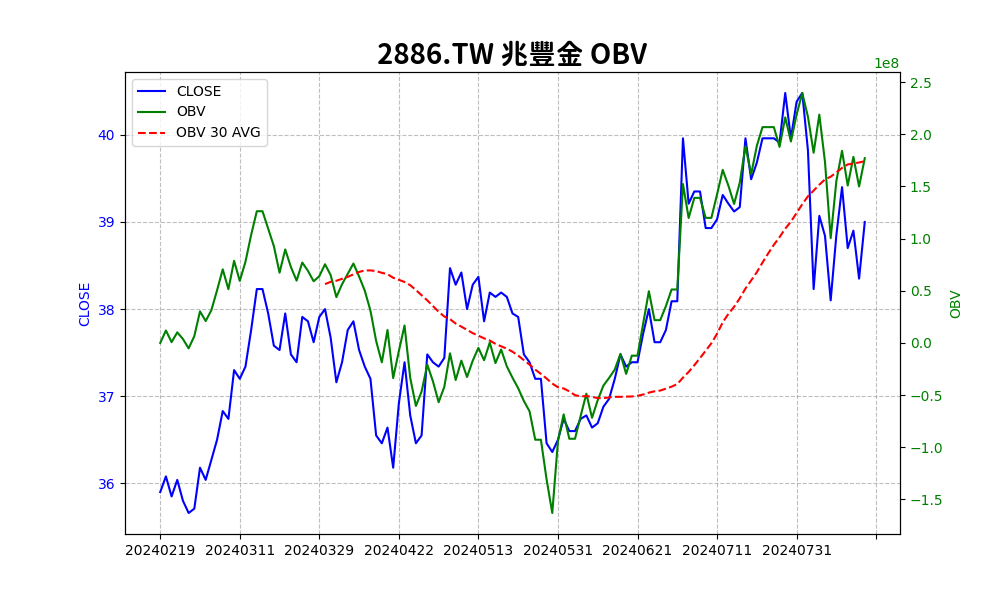 2886.TW 兆豐金 OBV
1e8
CLOSE
OBV
OBV 30 AVG
40
39
38
37
36
CLOSE
2.5
2.0
1.5
1.0
0.5
0.0
−0.5
−1.0
−1.5
OBV
20240219 20240311 20240329 20240422 20240513 20240531 20240621 20240711 20240731